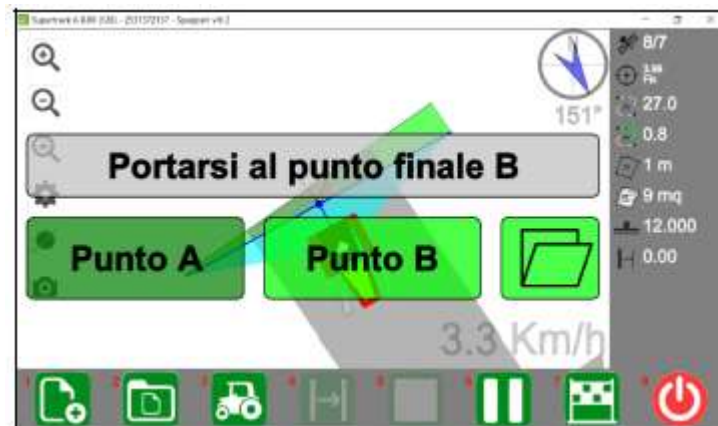 8/7
27.0
151°
0.8
Portarsi al punto finale B
1 m
9 mq
12.000
Punto A
Punto B
0.00
3.3 Km/h